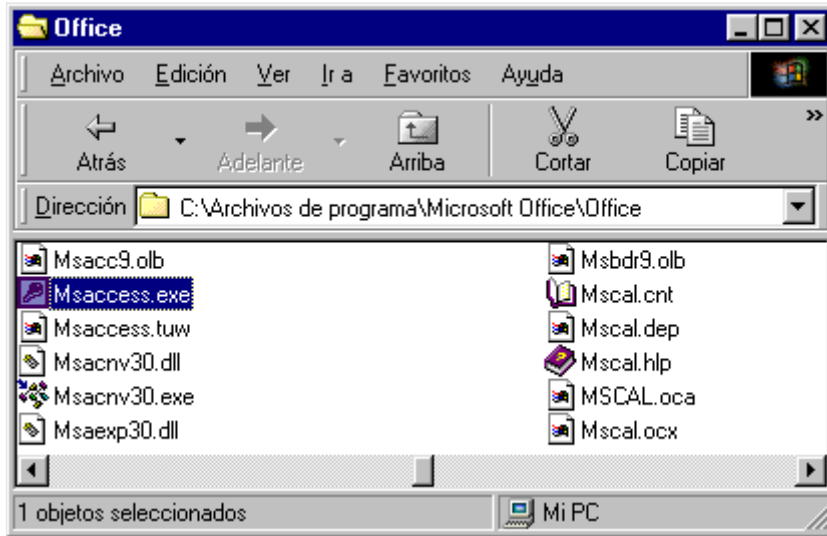 Office
Archivo Edición Ver Ir a Favoritos Ayuda
Atrás Adelante Arriba Cortar Copiar »
Dirección C:\Archivos de programa\Microsoft Office\Office
Msacc9.olb
Msaccess.exe
Msaccess.tuw
Msacnv30.dll
Msacnv30.exe
Msaexp30.dll
Msbdr9.olb
Mscal.cnt
Mscal.dep
Mscal.hlp
MSCAL.oca
Mscal.ocx
1 objetos seleccionados Mi PC